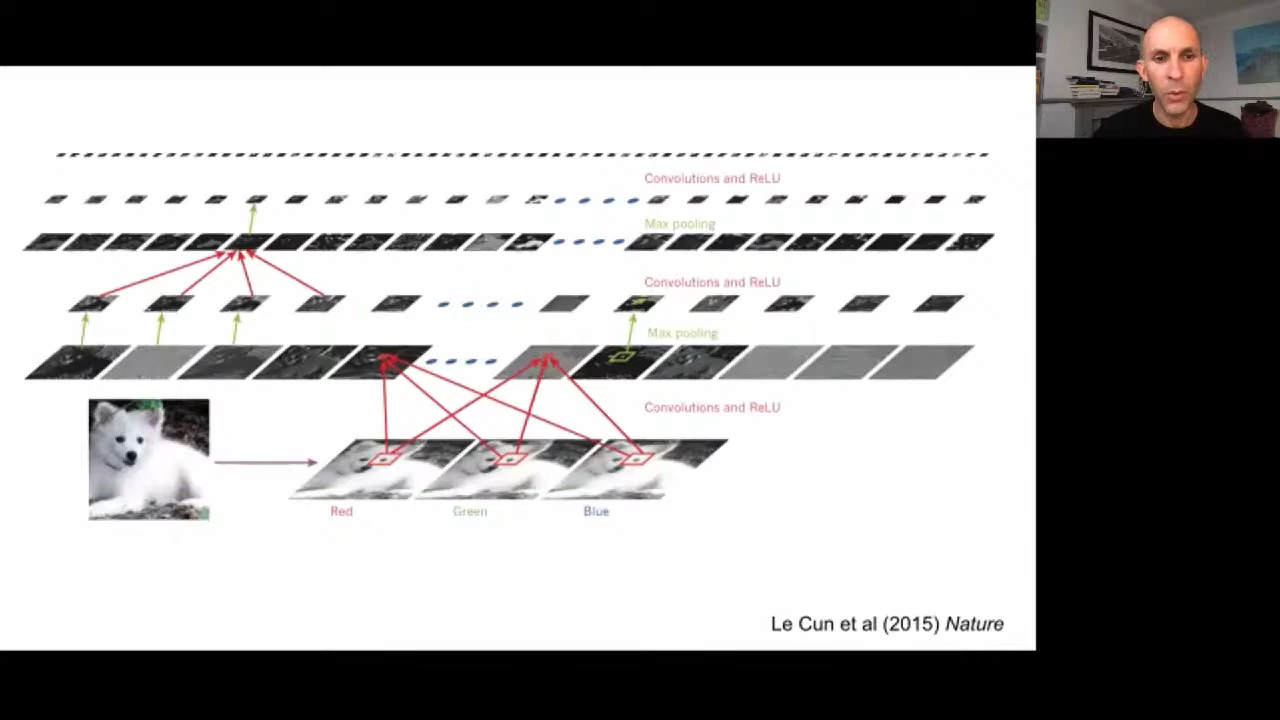 Convolutions and ReLU
Max pooling
Convolutions and ReLU
Max pooling
Convolutions and ReLU
Red
Green
Blue
Le Cun et al (2015) Nature